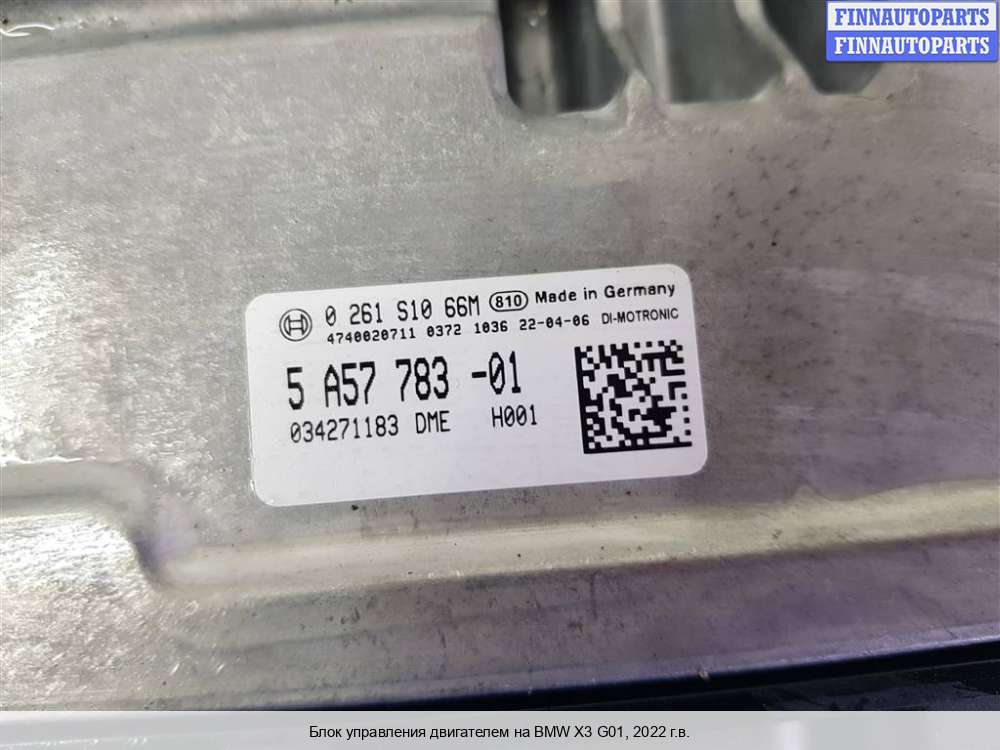 FINNAUTOPARTS
FINNAUTOPARTS
0 261 S10 66M 810 Made in Germany
4740020711 0372 1036 22-04-06 DI-MOTRONIC
5 A57 783 -01
034271183 DME H001
Блок управления двигателем на BMW X3 G01, 2022 г.в.